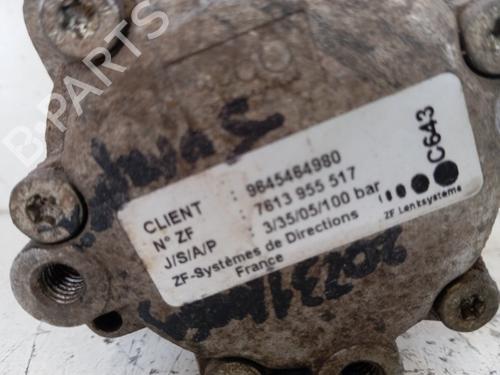 CLIENT : 9645464980
N° ZF : 7613 955 517
J/S/A/P : 3/35/05/100 bar
ZF-Systèmes de Directions
France
C643
ZF Lenksysteme
B-PARTS